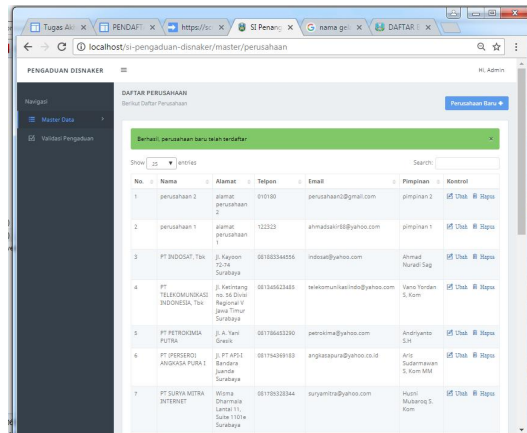 Tugas Ak
PENDAFT
https://sc
SI Penang
nama gel
DAFTAR
localhost/si-pengaduan-disnaker/master/perusahaan
PENGADUAN DISNAKER
Hi, Admin
Navigasi
Master Data
Validasi Pengaduan
DAFTAR PERUSAHAAN
Berikut Daftar Perusahaan
Perusahaan Baru
Berhasil, perusahaan baru telah terdaftar ×
Show 25 entries
Search:
No. Nama Alamat Telpon Email Pimpinan Kontrol
1 perusahaan 2 alamat perusahaan 2 010180 perusahaan2@gmail.com pimpinan 2 Ubah Hapus
2 perusahaan 1 alamat perusahaan 1 122323 ahmadsakir88@yahoo.com pimpinan 1 Ubah Hapus
3 PT INDOSAT, Tbk Jl. Kayoon 72-74 Surabaya indosat@yahoo.com Ahmad Nuradi Sag Ubah Hapus
4 PT TELEKOMUNIKASI INDONESIA, Tbk Jl. Ketintang no. 56 Divisi Regional V Jawa Timur Surabaya telekomunikasiindo@yahoo.com Vano Yordan S, Kom Ubah Hapus
5 PT PETROKIMIA PUTRA Jl. A. Yani Gresik petrokima@yahoo.com Andriyanto S.H Ubah Hapus
6 PT (PERSERO) ANGKASA PURA I Jl. PT APS-I Bandara Juanda Surabaya angkasapura@yahoo.co.id Aris Sudarmawan S, Kom MM Ubah Hapus
7 PT SURYA MITRA INTERNET Wisma Dharmala Lantai 11, Suite 1101e Surabaya suryamitra@yahoo.com Husni Mubaroq S, Kom Ubah Hapus